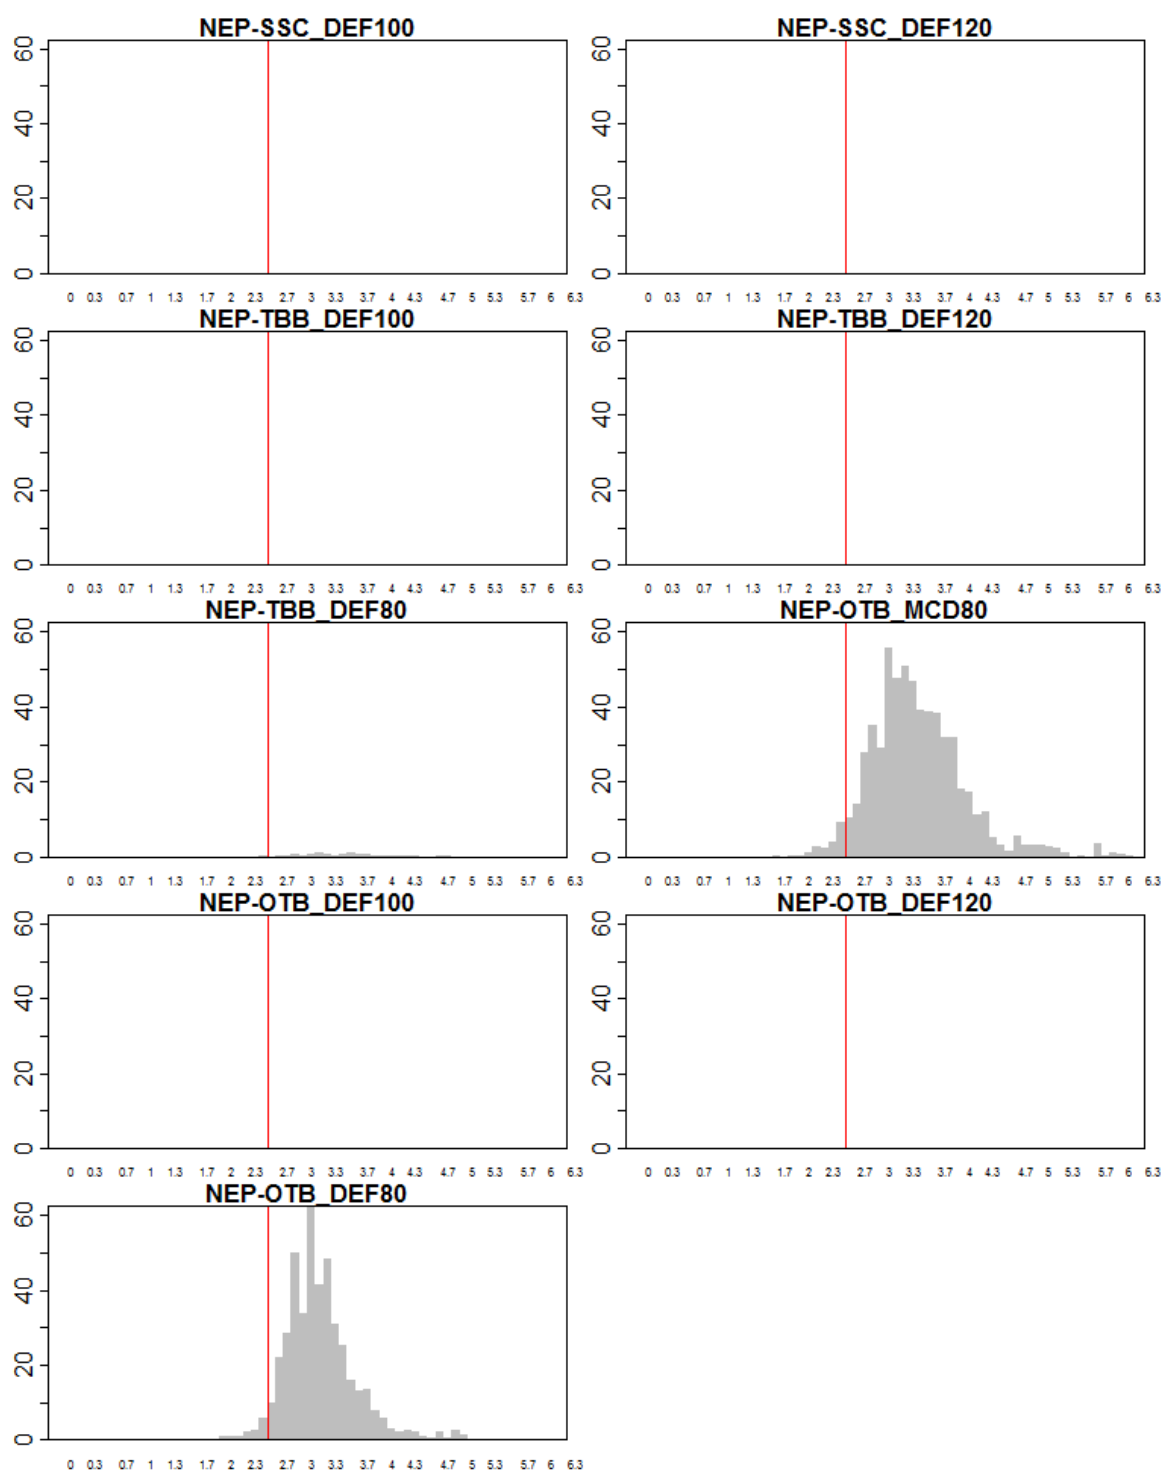 NEP-SSC_DEF100 NEP-SSC_DEF120
60 60
40 40
20 20
0 0
0 0.3 0.7 1 1.3 1.7 2 2.3 2.7 3 3.3 3.7 4 4.3 4.7 5 5.3 5.7 6 6.3 0 0.3 0.7 1 1.3 1.7 2 2.3 2.7 3 3.3 3.7 4 4.3 4.7 5 5.3 5.7 6 6.3
NEP-TBB_DEF100 NEP-TBB_DEF120
60 60
40 40
20 20
0 0
0 0.3 0.7 1 1.3 1.7 2 2.3 2.7 3 3.3 3.7 4 4.3 4.7 5 5.3 5.7 6 6.3 0 0.3 0.7 1 1.3 1.7 2 2.3 2.7 3 3.3 3.7 4 4.3 4.7 5 5.3 5.7 6 6.3
NEP-TBB_DEF80 NEP-OTB_MCD80
60 60
40 40
20 20
0 0
0 0.3 0.7 1 1.3 1.7 2 2.3 2.7 3 3.3 3.7 4 4.3 4.7 5 5.3 5.7 6 6.3 0 0.3 0.7 1 1.3 1.7 2 2.3 2.7 3 3.3 3.7 4 4.3 4.7 5 5.3 5.7 6 6.3
NEP-OTB_DEF100 NEP-OTB_DEF120
60 60
40 40
20 20
0 0
0 0.3 0.7 1 1.3 1.7 2 2.3 2.7 3 3.3 3.7 4 4.3 4.7 5 5.3 5.7 6 6.3 0 0.3 0.7 1 1.3 1.7 2 2.3 2.7 3 3.3 3.7 4 4.3 4.7 5 5.3 5.7 6 6.3
NEP-OTB_DEF80
60
40
20
0
0 0.3 0.7 1 1.3 1.7 2 2.3 2.7 3 3.3 3.7 4 4.3 4.7 5 5.3 5.7 6 6.3